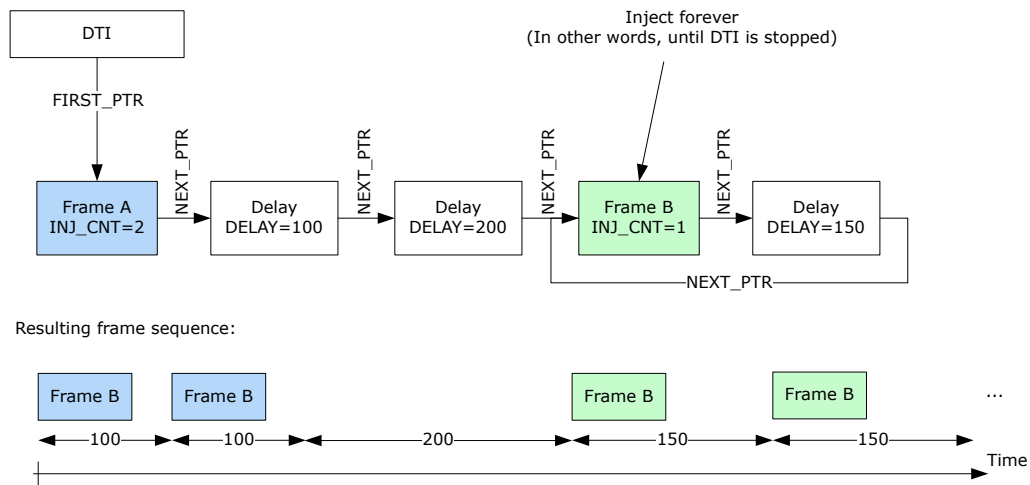 Inject forever
(In other words, until DTI is stopped)
DTI
FIRST_PTR
NEXT_PTR
NEXT_PTR
NEXT_PTR
NEXT_PTR
Frame A
INJ_CNT=2
Delay
DELAY=100
Delay
DELAY=200
Frame B
INJ_CNT=1
Delay
DELAY=150
NEXT_PTR
Resulting frame sequence:
Frame B
Frame B
Frame B
Frame B
...
100
100
200
150
150
Time